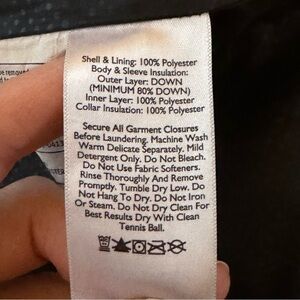 Shell & Lining: 100% Polyester
Body & Sleeve Insulation:
Outer Layer: DOWN
(MINIMUM 80% DOWN)
Inner Layer: 100% Polyester
Collar Insulation: 100% Polyester
Secure All Garment Closures
Before Laundering. Machine Wash
Warm Delicate Separately. Mild
Detergent Only. Do Not Bleach.
Do Not Use Fabric Softeners.
Rinse Thoroughly And Remove
Promptly. Tumble Dry Low. Do
Not Hang To Dry. Do Not Iron
Or Steam. Do Not Dry Clean For
Best Results Dry With Clean
Tennis Ball.